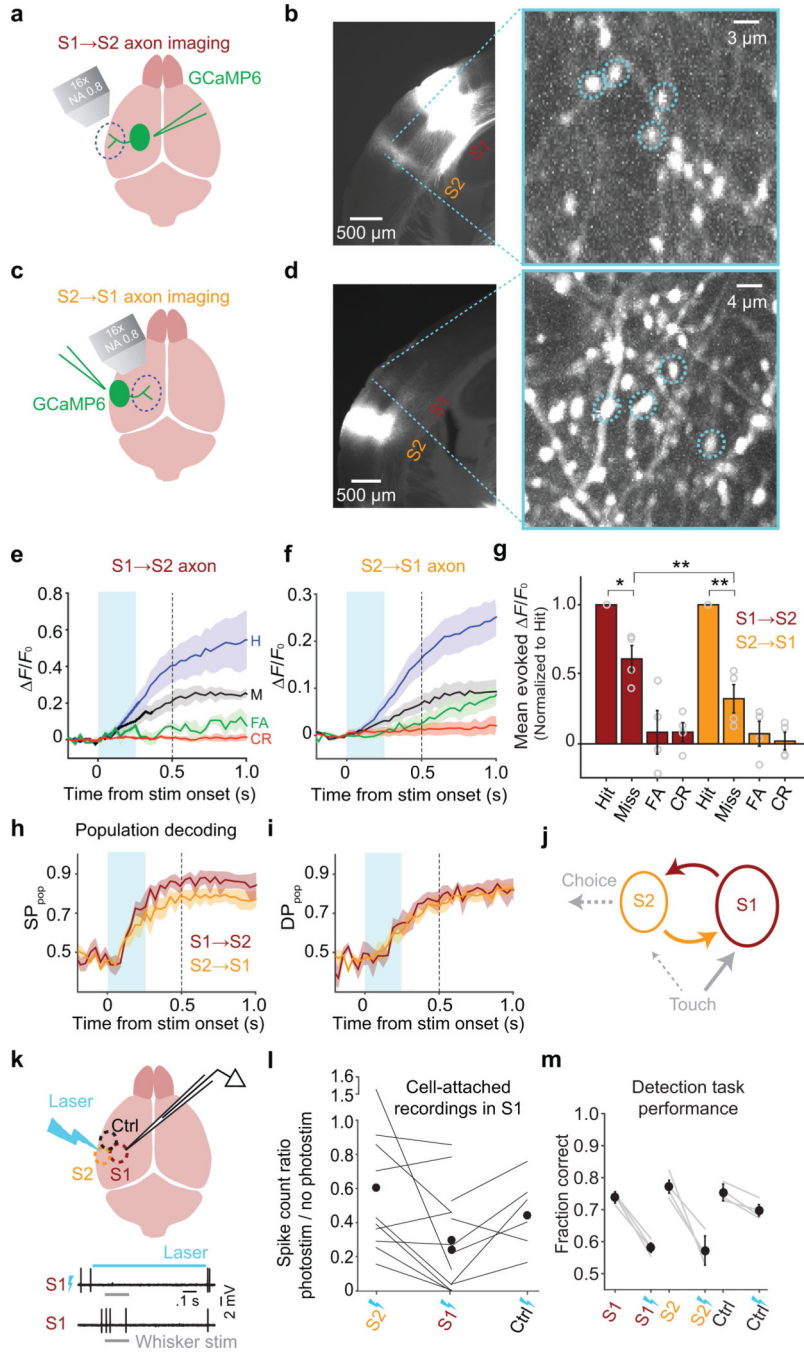 a
S1→S2 axon imaging
16x
NA 0.8
GCaMP6
b
S1
S2
500 µm
3 µm
c
S2→S1 axon imaging
16x
NA 0.8
GCaMP6
d
S1
S2
500 µm
4 µm
e
S1→S2 axon
ΔF/F0
0.8
0.6
0.4
0.2
0
H
M
FA
CR
0
0.5
1.0
Time from stim onset (s)
f
S2→S1 axon
ΔF/F0
0.3
0.2
0.1
0
0
0.5
1.0
Time from stim onset (s)
g
Mean evoked ΔF/F0
(Normalized to Hit)
1.0
0.5
0
*
**
**
S1→S2
S2→S1
Hit
Miss
FA
CR
Hit
Miss
FA
CR
h
Population decoding
SPpop
0.9
0.7
0.5
S1→S2
S2→S1
0
0.5
1.0
Time from stim onset (s)
i
DPpop
0.9
0.7
0.5
0
0.5
1.0
Time from stim onset (s)
j
Choice
S2
S1
Touch
k
Laser
Ctrl
S2
S1
Laser
S1
.1 s
2 mV
S1
Whisker stim
l
Cell-attached
recordings in S1
Spike count ratio
photostim / no photostim
1.6
1.5
1.0
0.8
0.6
0.4
0.2
0
S2
S1
Ctrl
m
Detection task
performance
Fraction correct
1.0
0.9
0.8
0.7
0.6
0.5
S1
S1
S2
S2
Ctrl
Ctrl